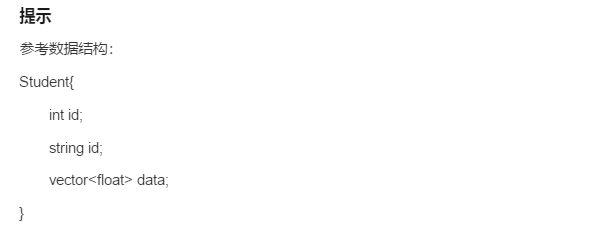 提示
参考数据结构：
Student{
int id;
string id;
vector<float> data;
}